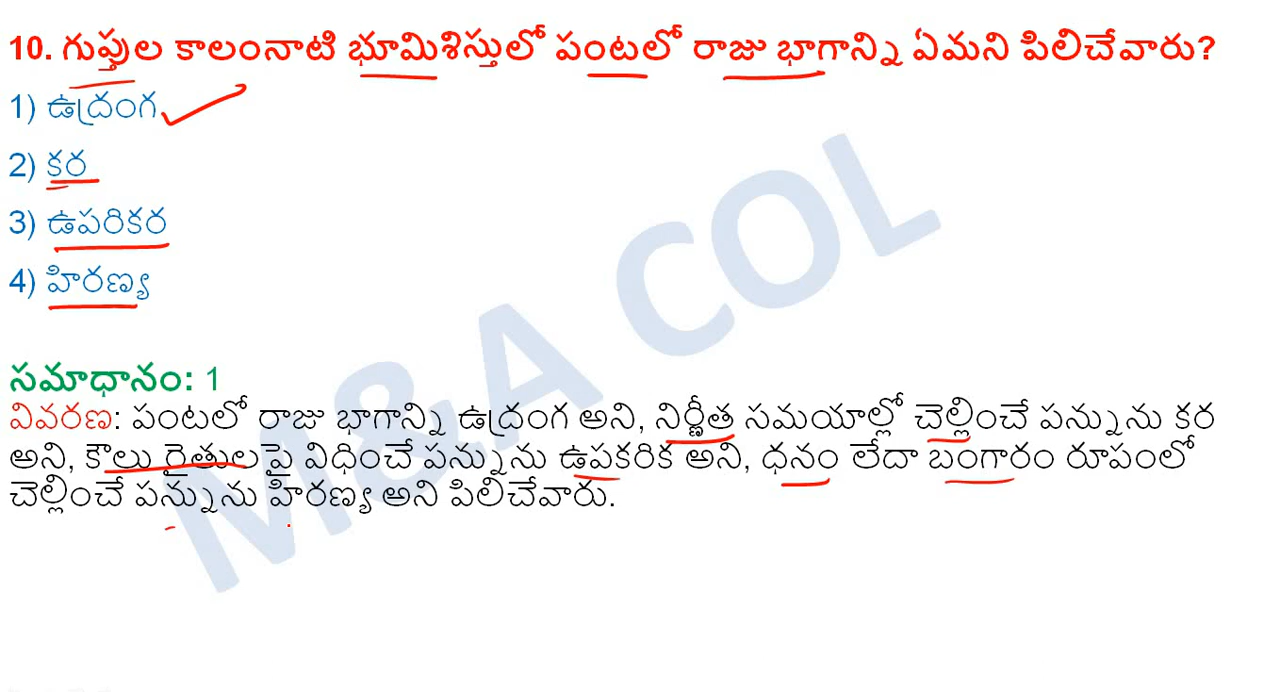 10. గుప్తుల కాలంనాటి భూమిశిస్తులో పంటలో రాజు భాగాన్ని ఏమని పిలిచేవారు?
1) ఉద్రంగ
2) కర
3) ఉపరికర
4) హిరణ్య
సమాధానం: 1
వివరణ: పంటలో రాజు భాగాన్ని ఉద్రంగ అని, నిర్ణీత సమయాల్లో చెల్లించే పన్నును కర
అని, కౌలు రైతులపై విధించే పన్నును ఉపకరిక అని, ధనం లేదా బంగారం రూపంలో
చెల్లించే పన్నును హిరణ్య అని పిలిచేవారు.
M&A COL